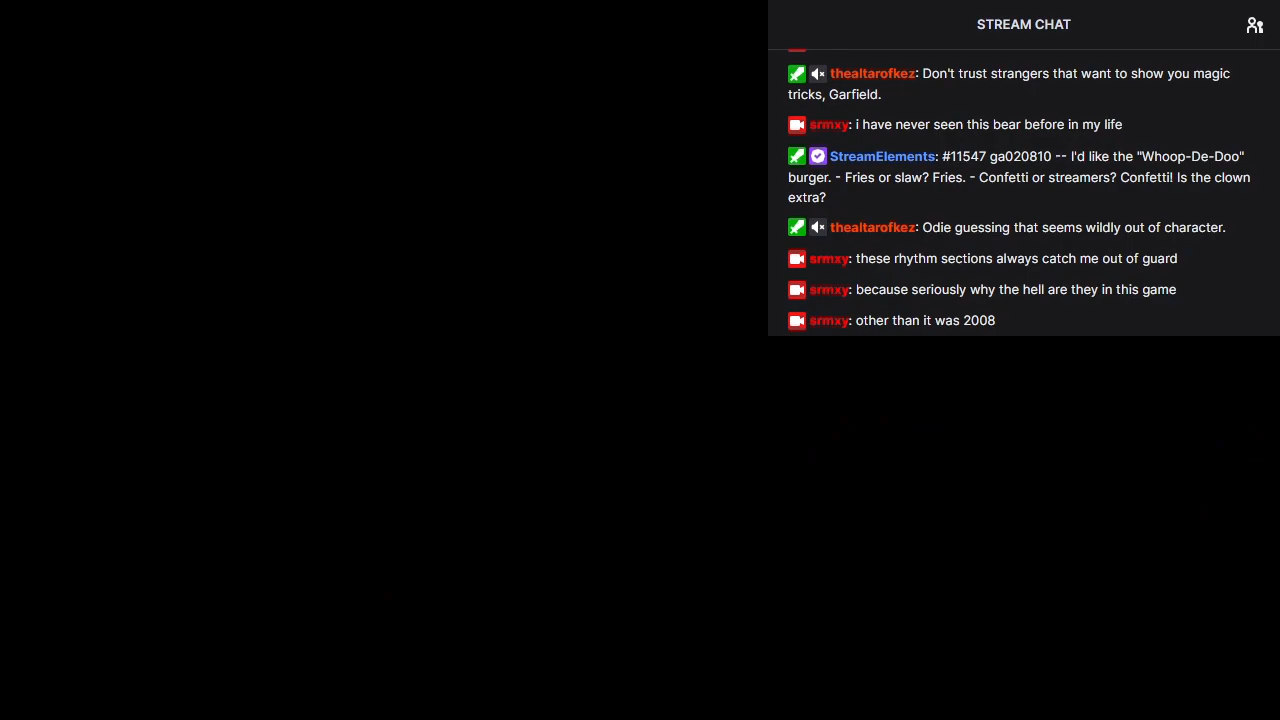 STREAM CHAT
thealtarofkez: Don't trust strangers that want to show you magic
tricks, Garfield.
srmxy: i have never seen this bear before in my life
StreamElements: #11547 ga020810 -- I'd like the "Whoop-De-Doo"
burger. - Fries or slaw? Fries. - Confetti or streamers? Confetti! Is the clown
extra?
thealtarofkez: Odie guessing that seems wildly out of character.
srmxy: these rhythm sections always catch me out of guard
srmxy: because seriously why the hell are they in this game
srmxy: other than it was 2008